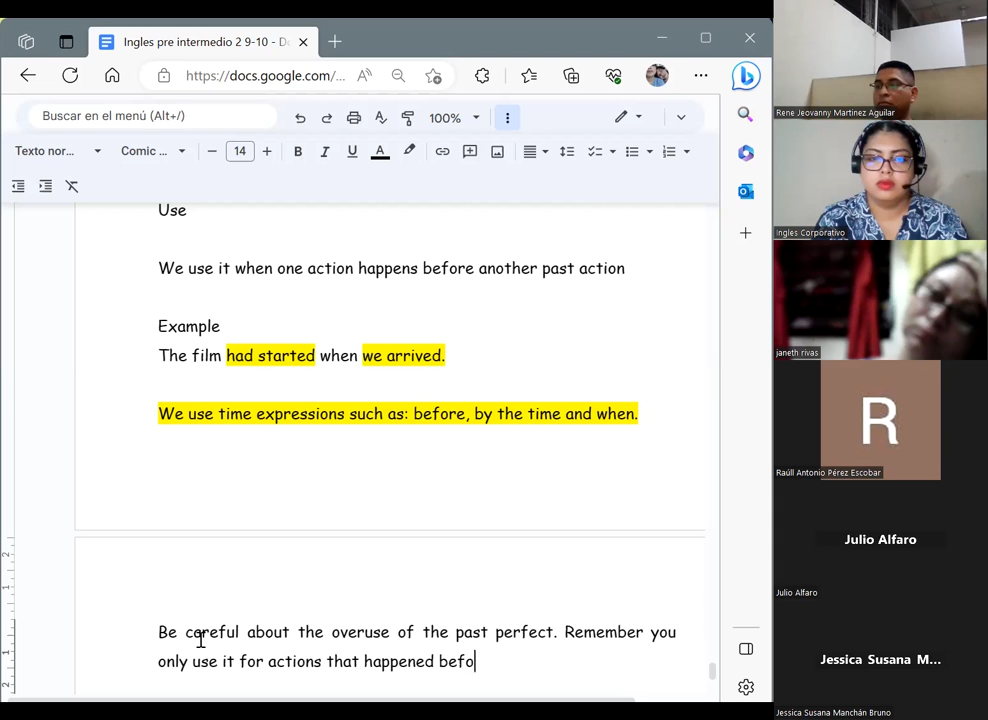 Ingles pre intermedio 2 9-10 - Do
https://docs.google.com/...
Buscar en el menú (Alt+/)
100%
Texto nor...
Comic ...
14
Use
We use it when one action happens before another past action
Example
The film had started when we arrived.
We use time expressions such as: before, by the time and when.
Be careful about the overuse of the past perfect. Remember you
only use it for actions that happened befo
Rene Jeovanny Martinez Aguilar
Ingles Corporativo
janeth rivas
R
Raúll Antonio Pérez Escobar
Julio Alfaro
Julio Alfaro
Jessica Susana M...
Jessica Susana Manchán Bruno